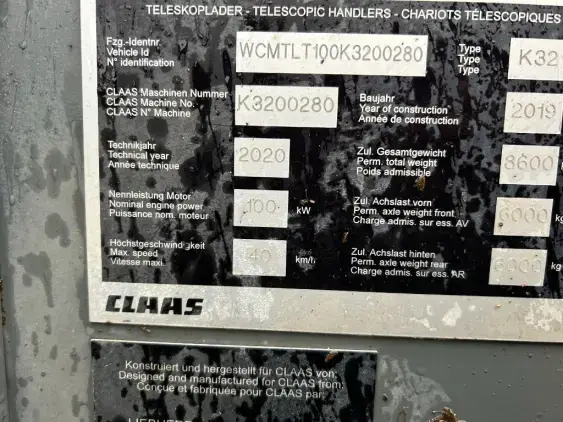 TELESKOPLADER - TELESCOPIC HANDLERS - CHARIOTS TÉLESCOPIQUES
Fzg.-Identnr.
Vehicle Id
N° identification
WCMTLT100K3200280
Type
Type
Type
K32
CLAAS Maschinen Nummer
CLAAS Machine No.
CLAAS N° Machine
K3200280
Baujahr
Year of construction
Année de construction
2019
Technikjahr
Technical year
Année technique
2020
Zul. Gesamtgewicht
Perm. total weight
Poids admissible
8600
Nennleistung Motor
Nominal engine power
Puissance nom. moteur
100 kW
Zul. Achslast vorn
Perm. axle weight front
Charge admis. sur ess. AV
6000 kg
Höchstgeschwindigkeit
Max. speed
Vitesse maxi.
40 km/h
Zul. Achslast hinten
Perm. axle weight rear
Charge admis. sur ess. AR
kg
CLAAS
Konstruiert und hergestellt für CLAAS von:
Designed and manufactured for CLAAS from:
Conçue et fabriquée pour CLAAS par: